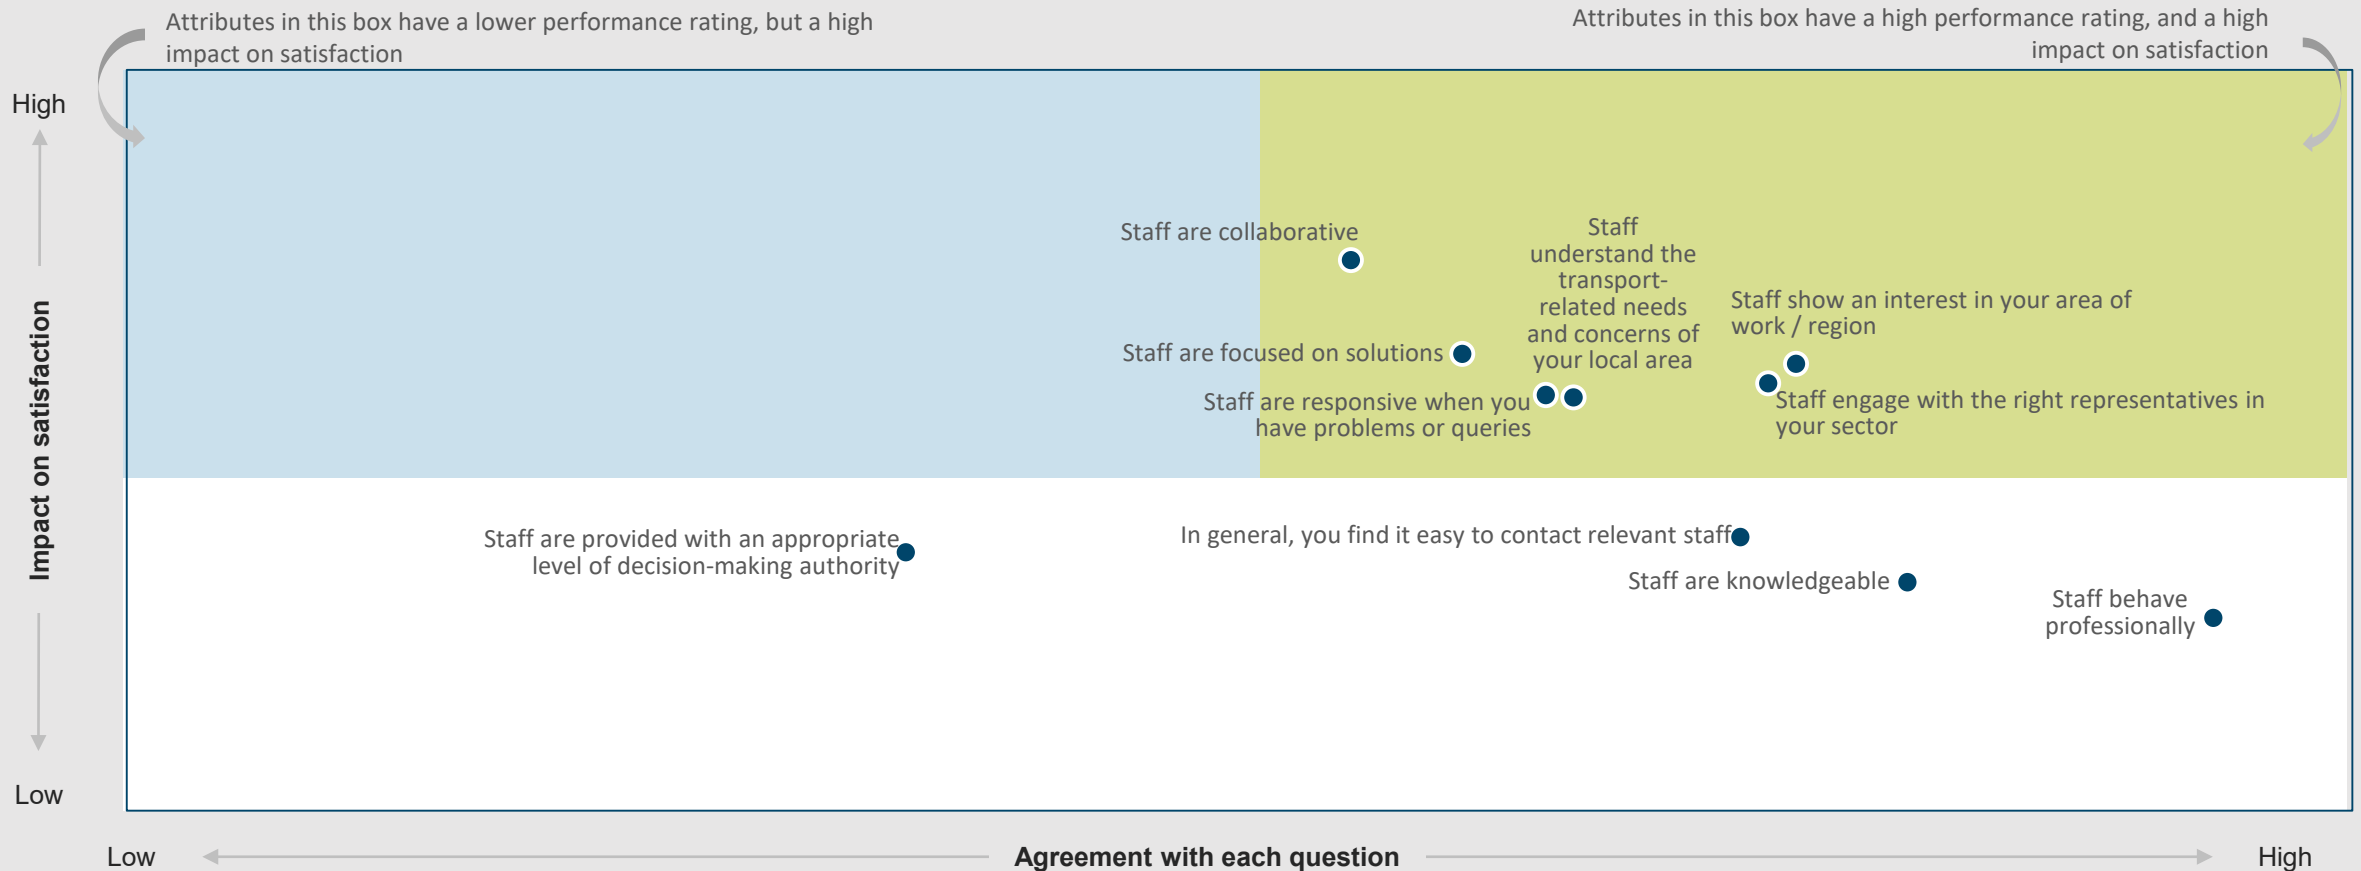 Attributes in this box have a lower performance rating, but a high
impact on satisfaction
Attributes in this box have a high performance rating, and a high
impact on satisfaction
High
Impact on satisfaction
Low
Staff are collaborative
Staff
understand the
transport-
related needs
and concerns of
your local area
Staff show an interest in your area of
work / region
Staff are focused on solutions
Staff are responsive when you
have problems or queries
Staff engage with the right representatives in
your sector
Staff are provided with an appropriate
level of decision-making authority
In general, you find it easy to contact relevant staff
Staff are knowledgeable
Staff behave
professionally
Low
Agreement with each question
High